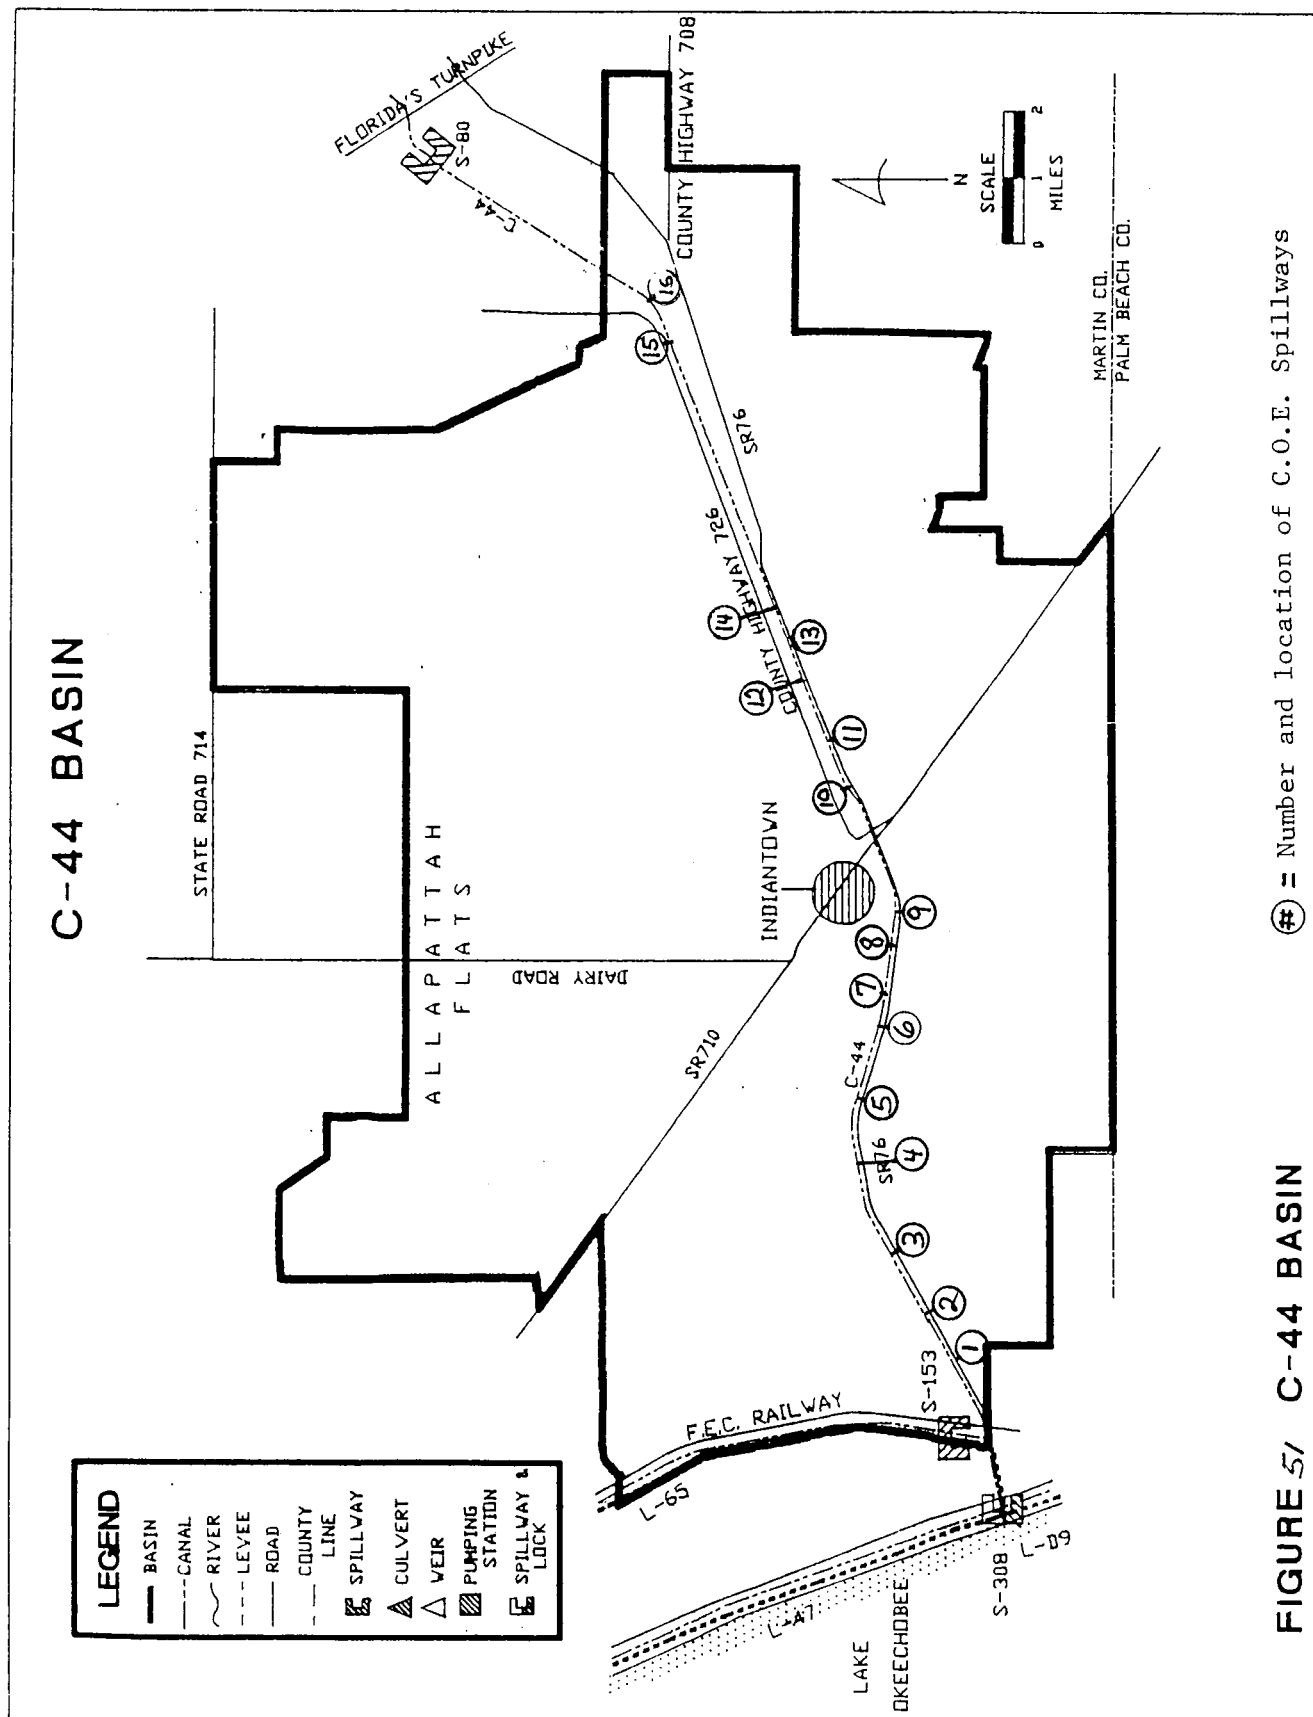 C-44 BASIN
LEGEND
BASIN
CANAL
RIVER
LEVEE
ROAD
COUNTY
LINE
SPILLWAY
CULVERT
WEIR
PUMPING
STATION
SPILLWAY &
LOCK
STATE ROAD 714
ALLAPATTAH
FLATS
DAIRY ROAD
SR710
INDIANTOWN
FLORIDA'S TURNPIKE
S-80
C-44
COUNTY HIGHWAY 708
COUNTY HIGHWAY 726
SR76
C-44
SR76
F.E.C. RAILWAY
L-65
S-153
S-308
L-D9
L-A7
LAKE
OKEECHOBEE
1
2
3
4
5
6
7
8
9
10
11
12
13
14
15
16
N
SCALE
0 1 2
MILES
MARTIN CO.
PALM BEACH CO.
# = Number and location of C.O.E. Spillways
FIGURE 51 C-44 BASIN